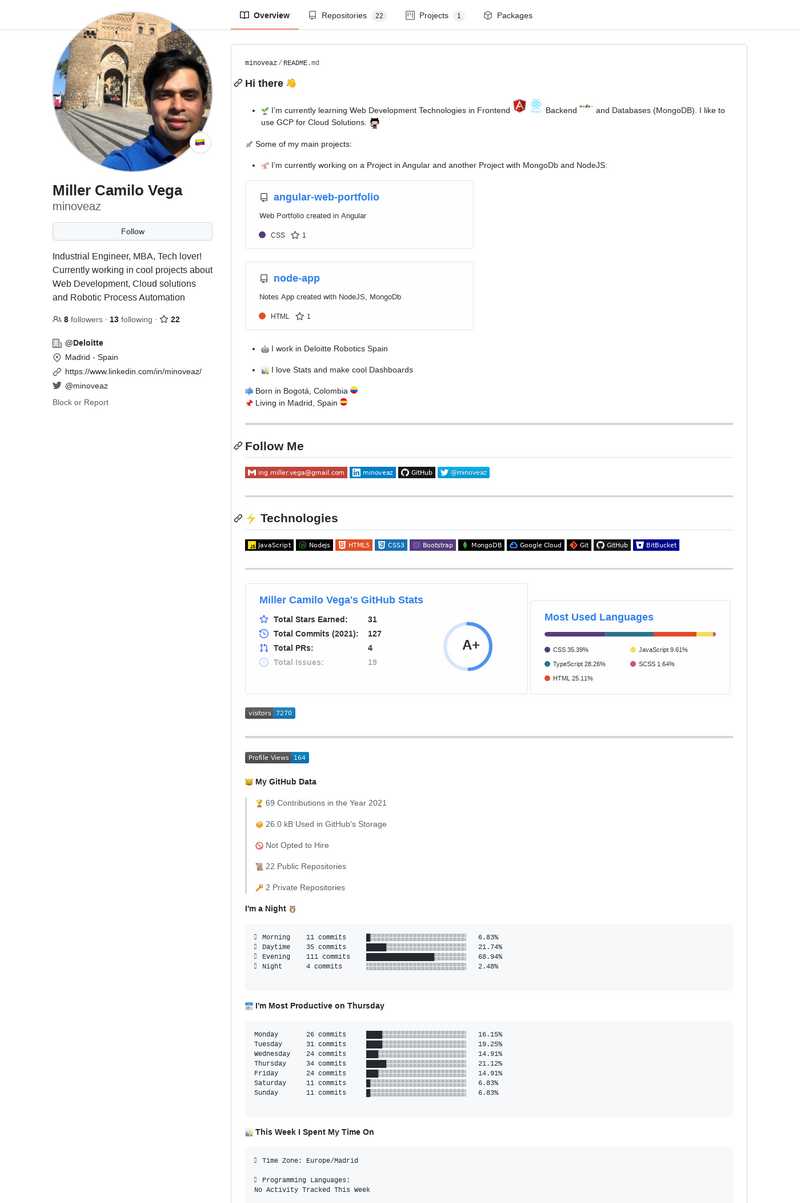 Overview Repositories 22 Projects 1 Packages
Miller Camilo Vega
minoveaz
Follow
Industrial Engineer, MBA, Tech lover!
Currently working in cool projects about
Web Development, Cloud solutions
and Robotic Process Automation
8 followers · 13 following · 22
@Deloitte
Madrid - Spain
https://www.linkedin.com/in/minoveaz/
@minoveaz
Block or Report
minoveaz/README.md
Hi there
I'm currently learning Web Development Technologies in Frontend Backend and Databases (MongoDB). I like to
use GCP for Cloud Solutions.
Some of my main projects:
I'm currently working on a Project in Angular and another Project with MongoDb and NodeJS:
angular-web-portfolio
Web Portfolio created in Angular
CSS 1
node-app
Notes App created with NodeJS, MongoDb
HTML 1
I work in Deloitte Robotics Spain
I love Stats and make cool Dashboards
Born in Bogotá, Colombia
Living in Madrid, Spain
Follow Me
ing.miller.vega@gmail.com minoveaz GitHub @minoveaz
Technologies
JavaScript Nodejs HTML5 CSS3 Bootstrap MongoDB Google Cloud Git GitHub BitBucket
Miller Camilo Vega's GitHub Stats
Total Stars Earned: 31
Total Commits (2021): 127
Total PRs: 4
Total Issues: 19
A+
Most Used Languages
CSS 35.39% JavaScript 9.61%
TypeScript 28.26% SCSS 1.64%
HTML 25.11%
visitors 7270
Profile Views 164
My GitHub Data
69 Contributions in the Year 2021
26.0 kB Used in GitHub's Storage
Not Opted to Hire
22 Public Repositories
2 Private Repositories
I'm a Night
Morning 11 commits 6.83%
Daytime 35 commits 21.74%
Evening 111 commits 68.94%
Night 4 commits 2.48%
I'm Most Productive on Thursday
Monday 26 commits 16.15%
Tuesday 31 commits 19.25%
Wednesday 24 commits 14.91%
Thursday 34 commits 21.12%
Friday 24 commits 14.91%
Saturday 11 commits 6.83%
Sunday 11 commits 6.83%
This Week I Spent My Time On
Time Zone: Europe/Madrid
Programming Languages:
No Activity Tracked This Week